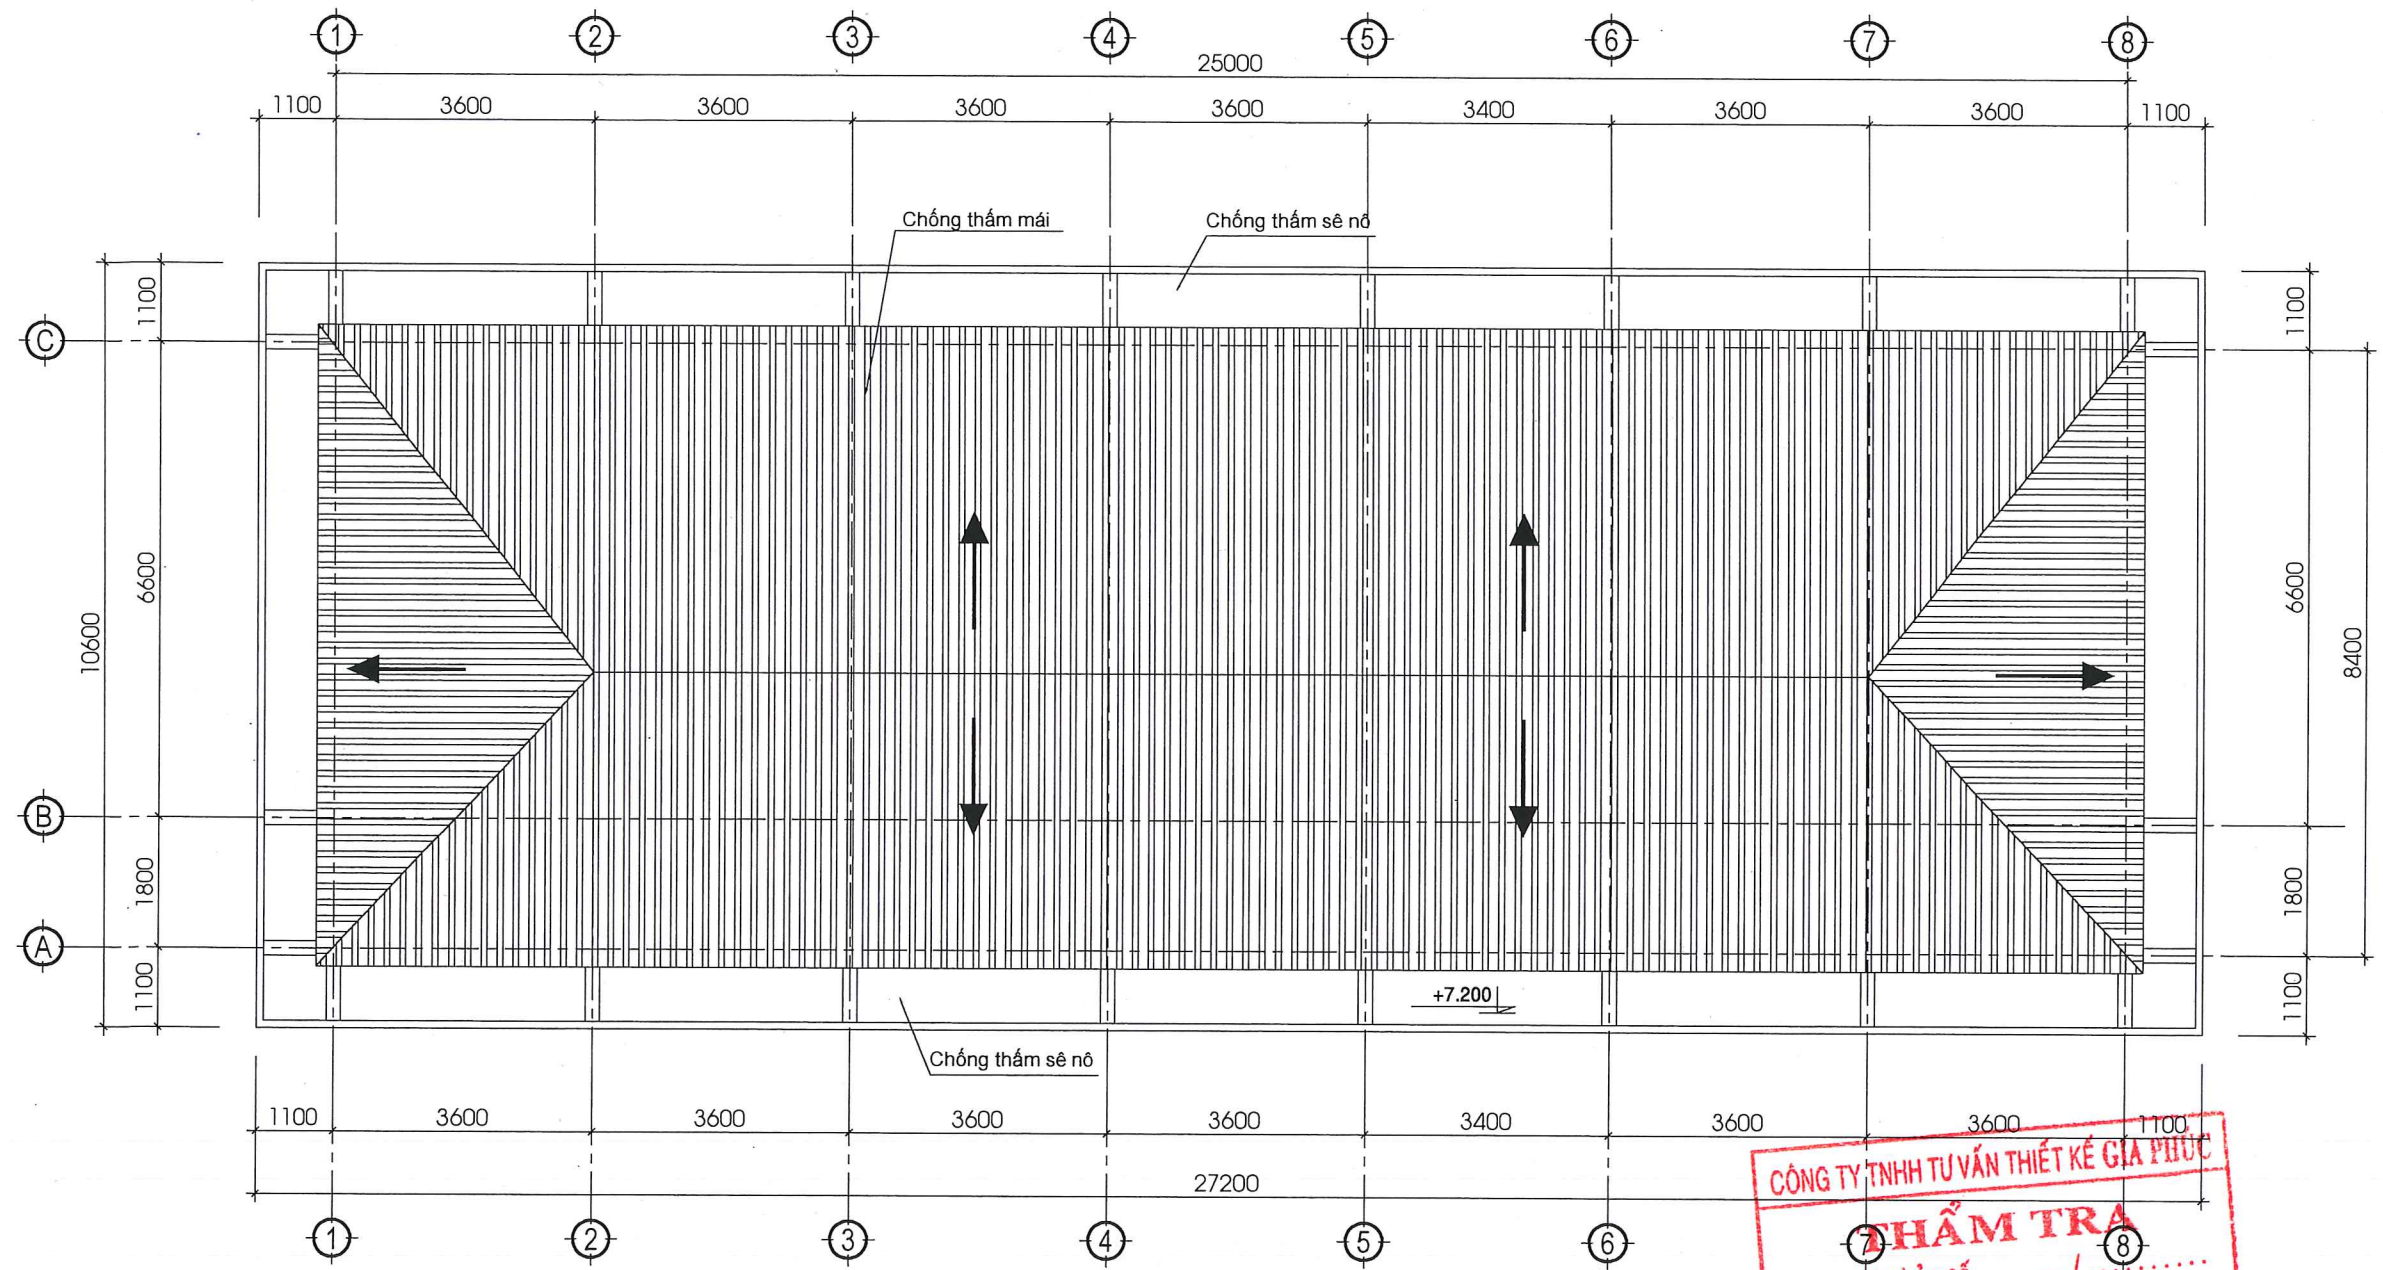 1 2 3 4 5 6 7 8
25000
1100 3600 3600 3600 3600 3400 3600 3600 1100
Chống thấm mái
Chống thấm sê nô
1100
1100
C
6600
6600
10600
8400
B
1800
1800
A
1100
1100
+7.200
Chống thấm sê nô
1100 3600 3600 3600 3600 3400 3600 3600 1100
27200
CÔNG TY TNHH TƯ VẤN THIẾT KẾ GIA PHÚC
THẨM TRA
1 2 3 4 5 6 7 8